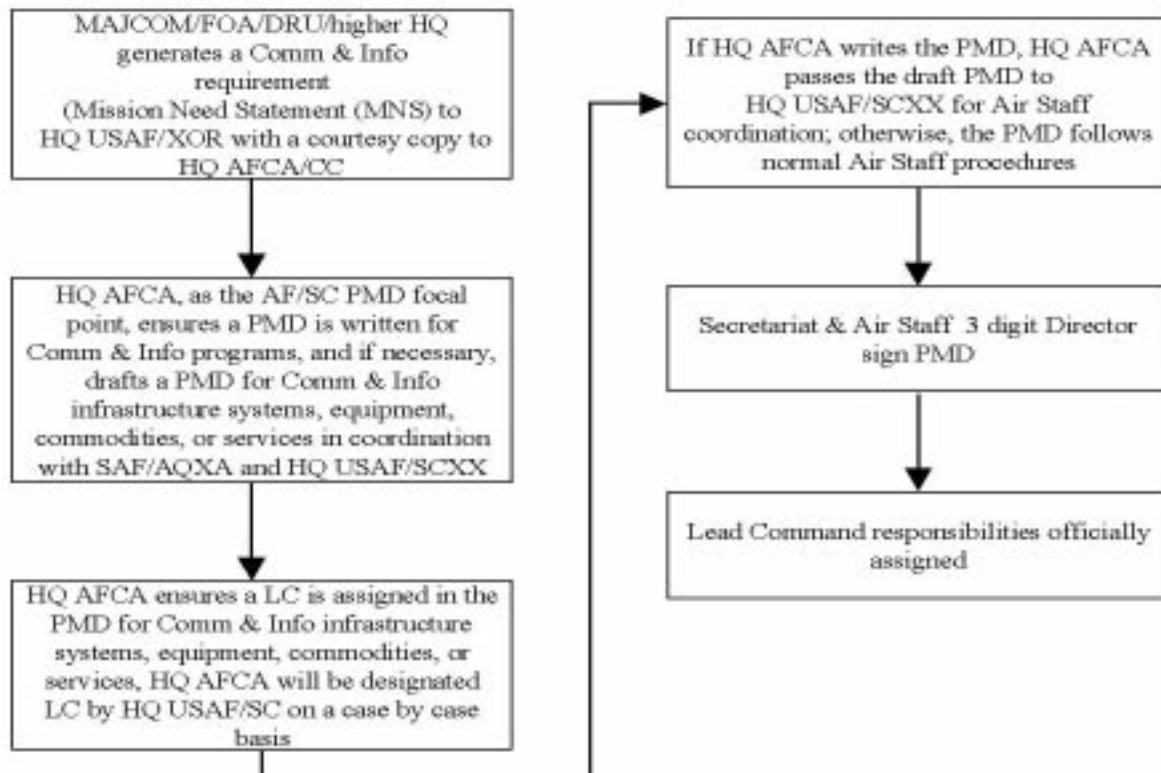 MAJCOM/FOA/DRU/higher HQ
generates a Comm & Info
requirement
(Mission Need Statement (MNS) to
HQ USAF/XOR with a courtesy copy to
HQ AFCA/CC
HQ AFCA, as the AF/SC PMD focal
point, ensures a PMD is written for
Comm & Info programs, and if necessary,
drafts a PMD for Comm & Info
infrastructure systems, equipment,
commodities, or services in coordination
with SAF/AQXA and HQ USAF/SCXX
HQ AFCA ensures a LC is assigned in the
PMD for Comm & Info infrastructure
systems, equipment, commodities, or
services, HQ AFCA will be designated
LC by HQ USAF/SC on a case by case
basis
If HQ AFCA writes the PMD, HQ AFCA
passes the draft PMD to
HQ USAF/SCXX for Air Staff
coordination; otherwise, the PMD follows
normal Air Staff procedures
Secretariat & Air Staff 3 digit Director
sign PMD
Lead Command responsibilities officially
assigned